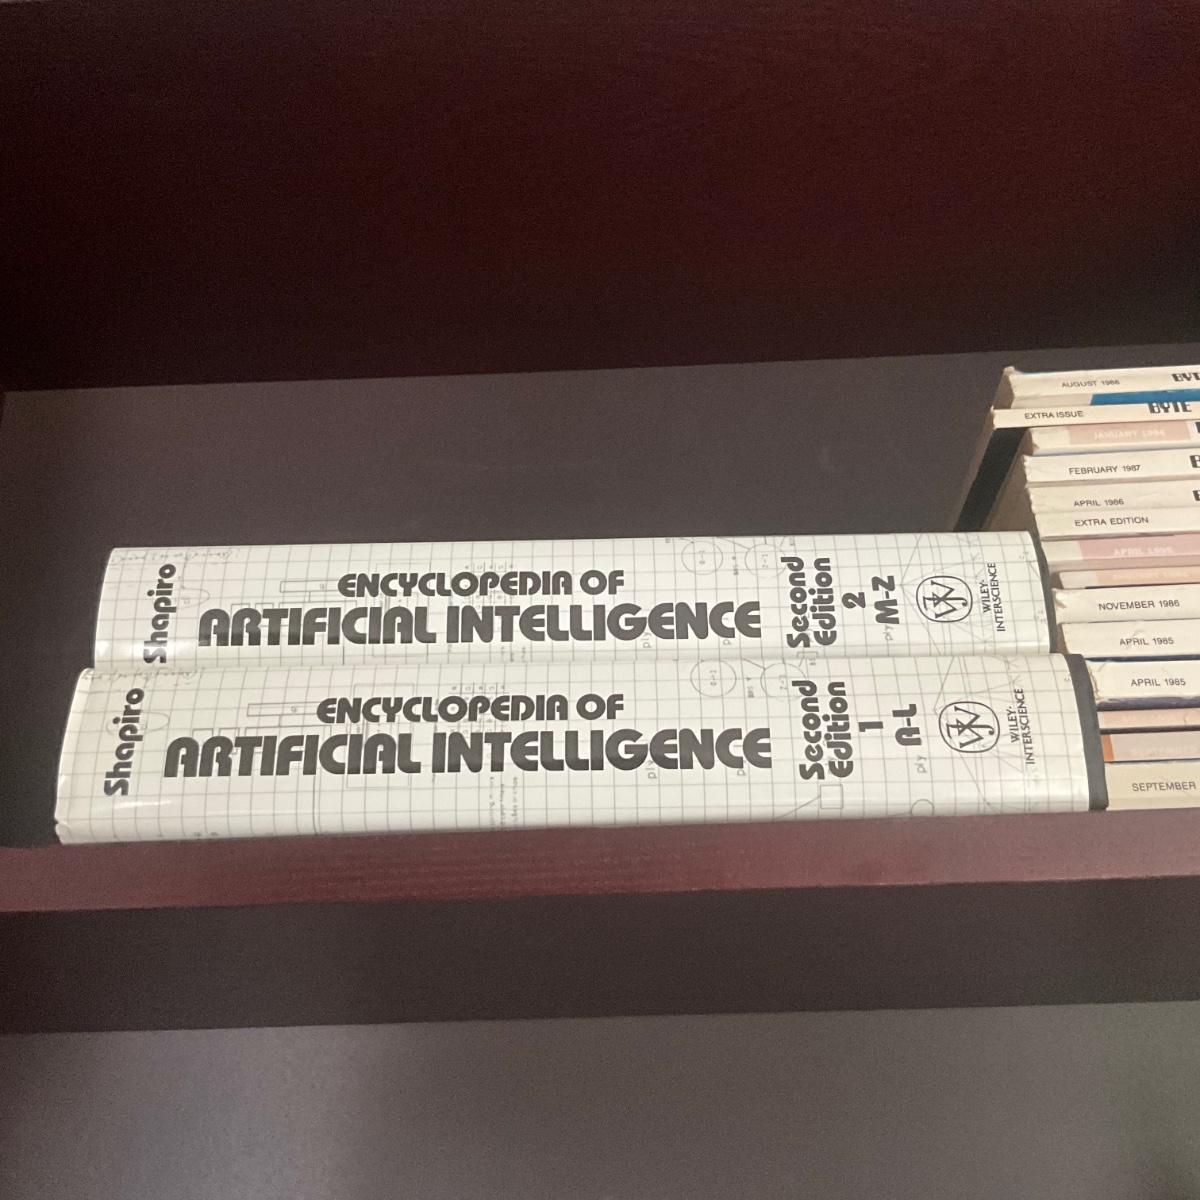 Shapiro
ENCYCLOPEDIA OF
ARTIFICIAL INTELLIGENCE
Second
Edition
2
M-Z
WILEY-
INTERSCIENCE
Shapiro
ENCYCLOPEDIA OF
ARTIFICIAL INTELLIGENCE
Second
Edition
1
A-L
WILEY-
INTERSCIENCE
AUGUST 1986 BYT
EXTRA ISSUE BYTE
FEBRUARY 1987
APRIL 1986
EXTRA EDITION
NOVEMBER 1986
APRIL 1985
APRIL 1985
SEPTEMBER